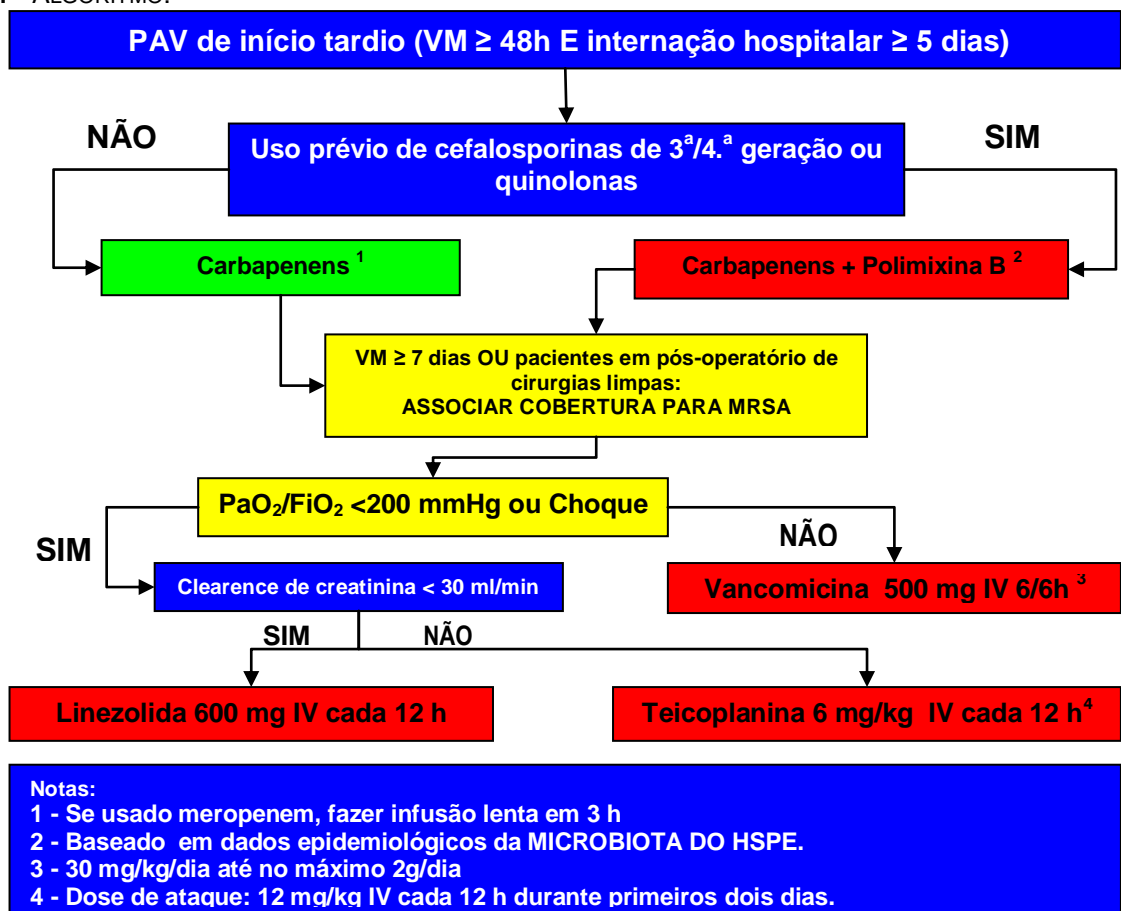 ALGORITMO:
PAV de início tardio (VM ≥ 48h E internação hospitalar ≥ 5 dias)
NÃO
SIM
Uso prévio de cefalosporinas de 3ª/4.ª geração ou
quinolonas
Carbapenens ¹
Carbapenens + Polimixina B ²
VM ≥ 7 dias OU pacientes em pós-operatório de
cirurgias limpas:
ASSOCIAR COBERTURA PARA MRSA
PaO₂/FiO₂ <200 mmHg ou Choque
SIM
NÃO
Clearence de creatinina < 30 ml/min
Vancomicina 500 mg IV 6/6h ³
SIM
NÃO
Linezolida 600 mg IV cada 12 h
Teicoplanina 6 mg/kg IV cada 12 h⁴
Notas:
1 - Se usado meropenem, fazer infusão lenta em 3 h
2 - Baseado em dados epidemiológicos da MICROBIOTA DO HSPE.
3 - 30 mg/kg/dia até no máximo 2g/dia
4 - Dose de ataque: 12 mg/kg IV cada 12 h durante primeiros dois dias.